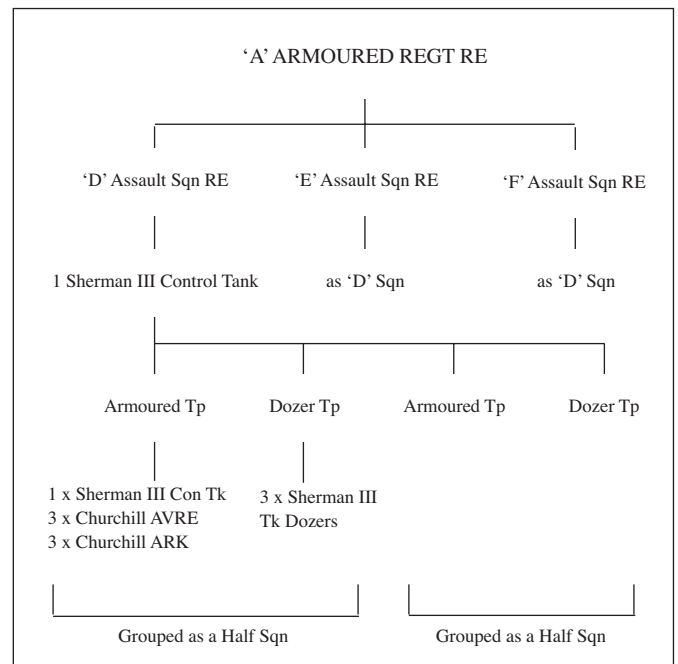 ‘A’ ARMOURED REGT RE
‘D’ Assault Sqn RE
‘E’ Assault Sqn RE
‘F’ Assault Sqn RE
1 Sherman III Control Tank
as ‘D’ Sqn
as ‘D’ Sqn
Armoured Tp
Dozer Tp
Armoured Tp
Dozer Tp
1 x Sherman III Con Tk
3 x Churchill AVRE
3 x Churchill ARK
3 x Sherman III
Tk Dozers
Grouped as a Half Sqn
Grouped as a Half Sqn